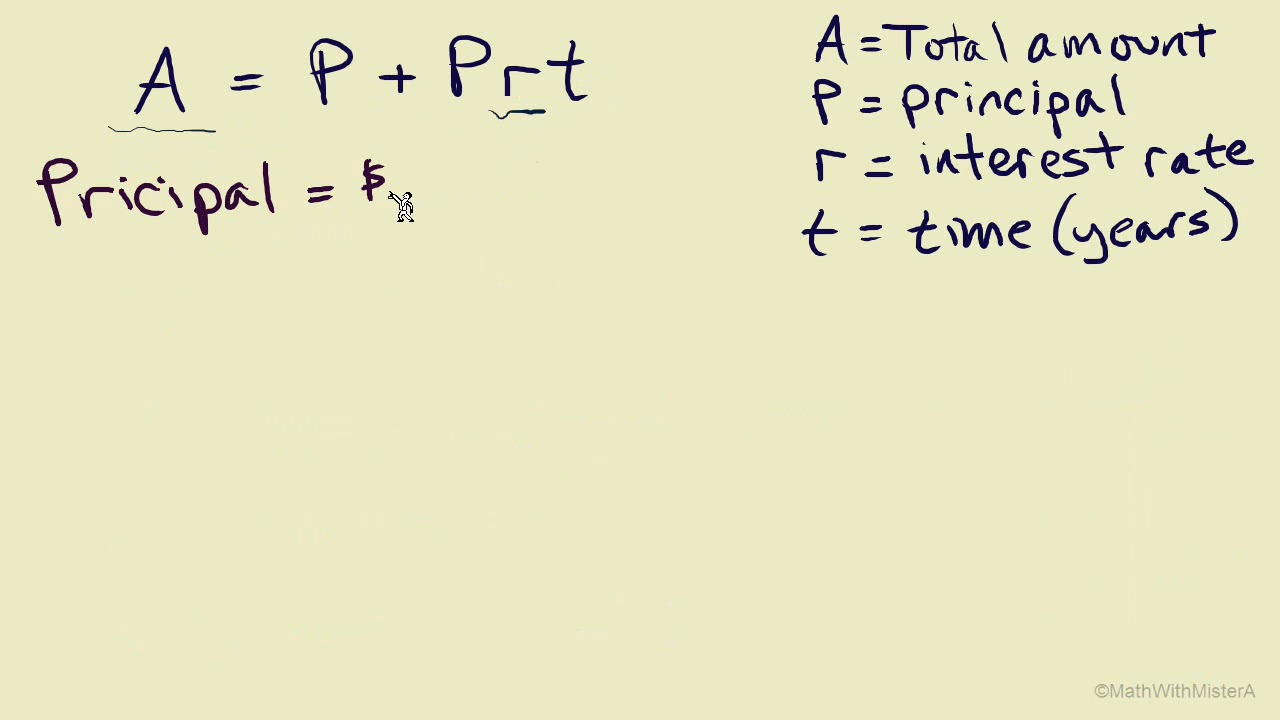 A = P + Prt
Pricipal = $
A = Total amount
P = principal
r = interest rate
t = time (years)
©MathWithMisterA